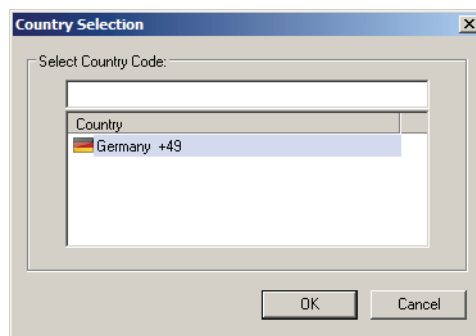 Country Selection
Select Country Code:
Country
Germany +49
OK
Cancel